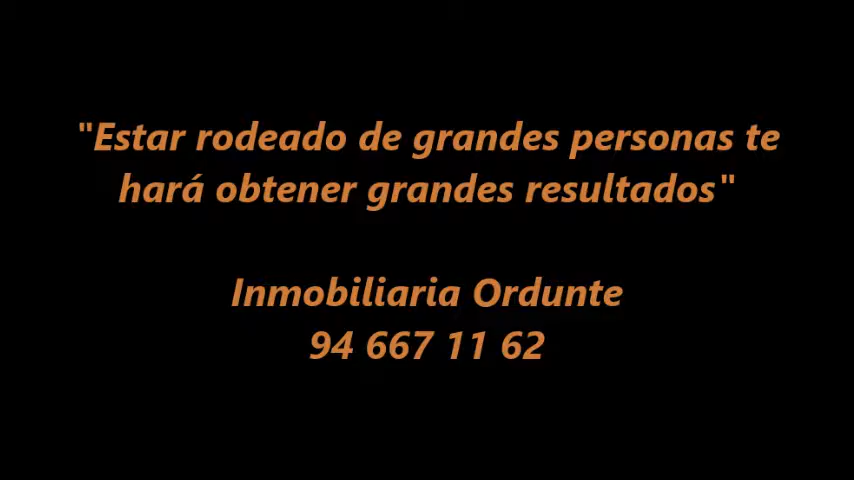 "Estar rodeado de grandes personas te
hará obtener grandes resultados"
Inmobiliaria Ordunte
94 667 11 62